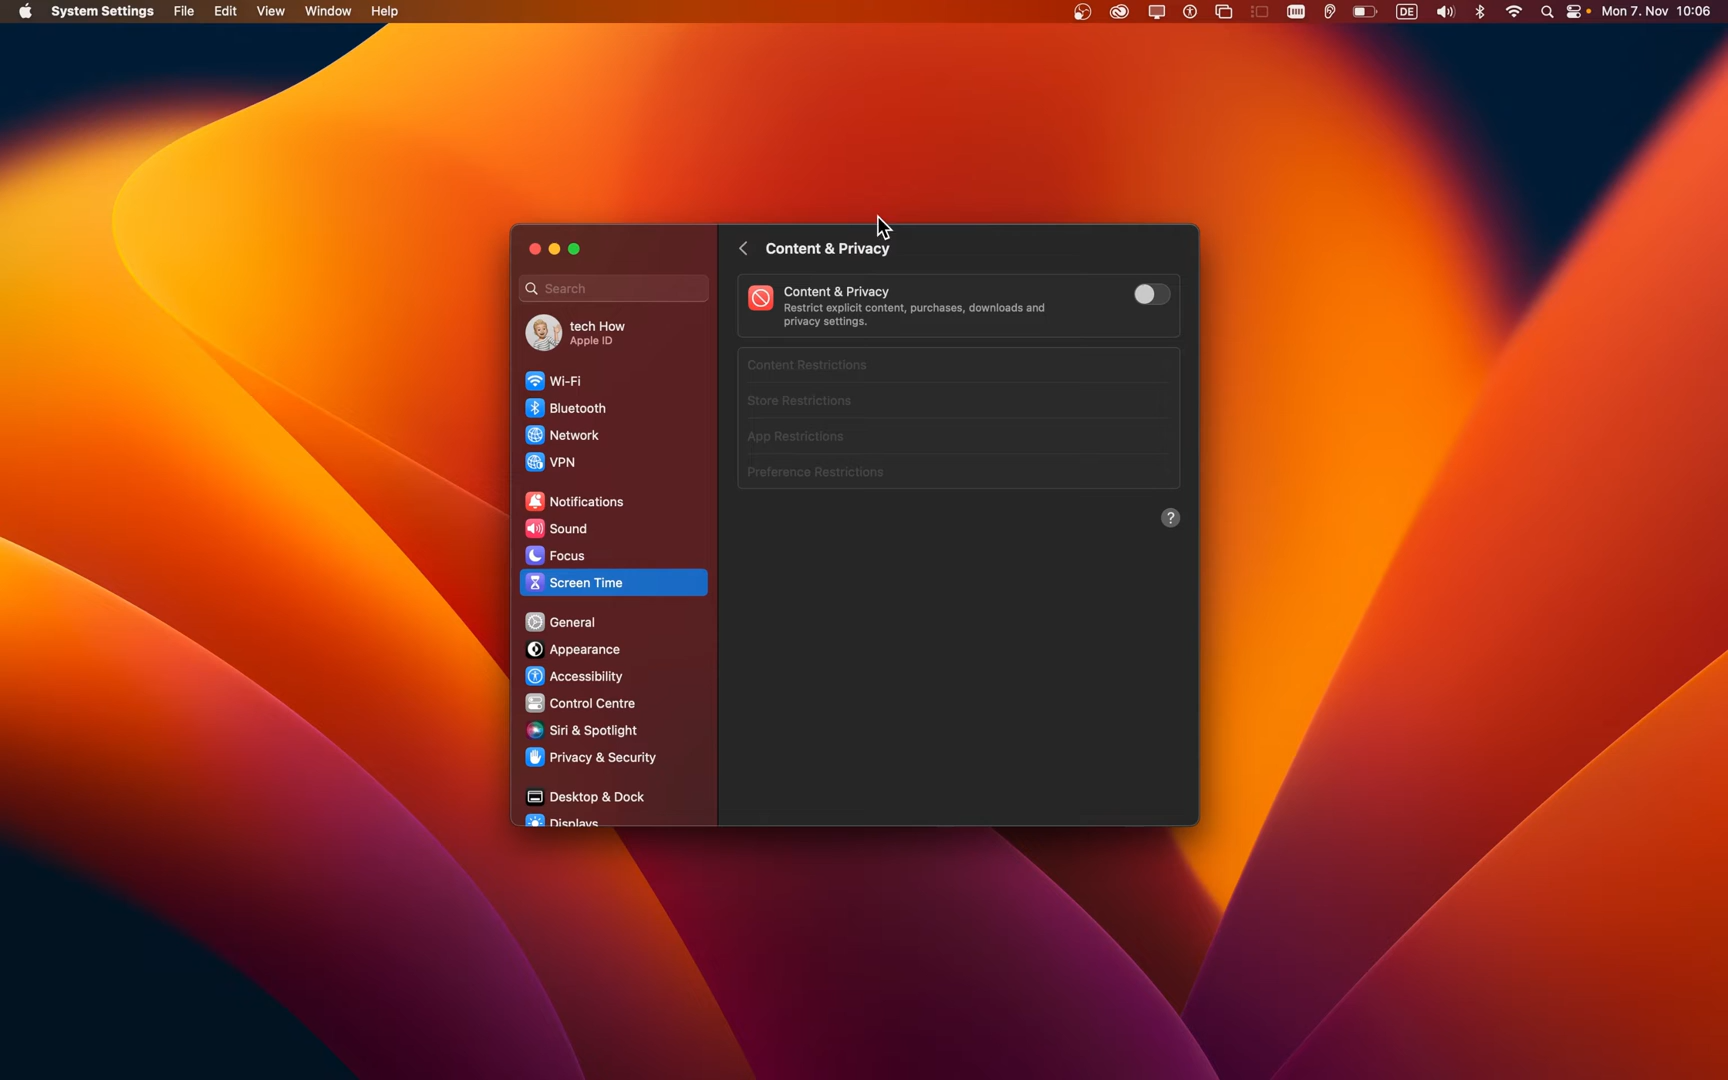 System Settings File Edit View Window Help DE Mon 7. Nov 10:06
Content & Privacy
Search
tech How
Apple ID
Wi-Fi
Bluetooth
Network
VPN
Notifications
Sound
Focus
Screen Time
General
Appearance
Accessibility
Control Centre
Siri & Spotlight
Privacy & Security
Desktop & Dock
Displays
Content & Privacy
Restrict explicit content, purchases, downloads and
privacy settings.
Content Restrictions
Store Restrictions
App Restrictions
Preference Restrictions
?